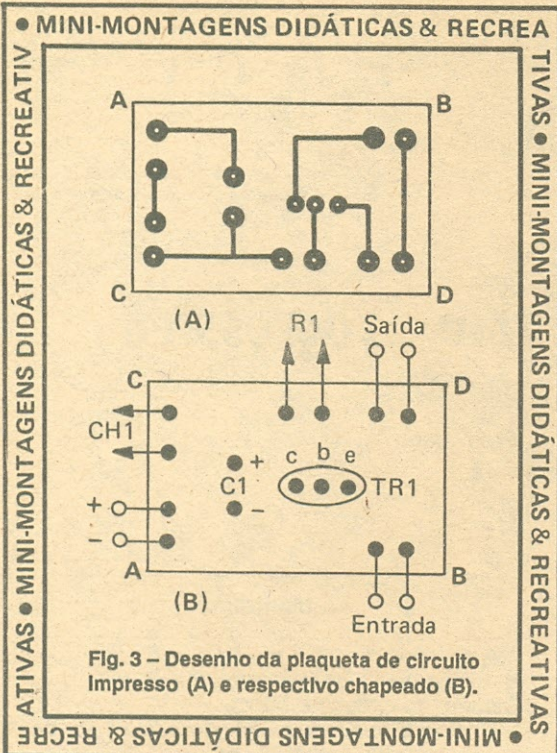 • MINI-MONTAGENS DIDÁTICAS & RECREA
TIVAS • MINI-MONTAGENS DIDÁTICAS & RECREATIVAS
• MINI-MONTAGENS DIDÁTICAS & RECRE
ATIVAS • MINI-MONTAGENS DIDÁTICAS & RECREATIV
A B
C D
(A)
R1 Saída
C D
CH1
+ c b e
C1 TR1
+ -
-
A B
(B)
Entrada
Fig. 3 – Desenho da plaqueta de circuito
impresso (A) e respectivo chapeado (B).